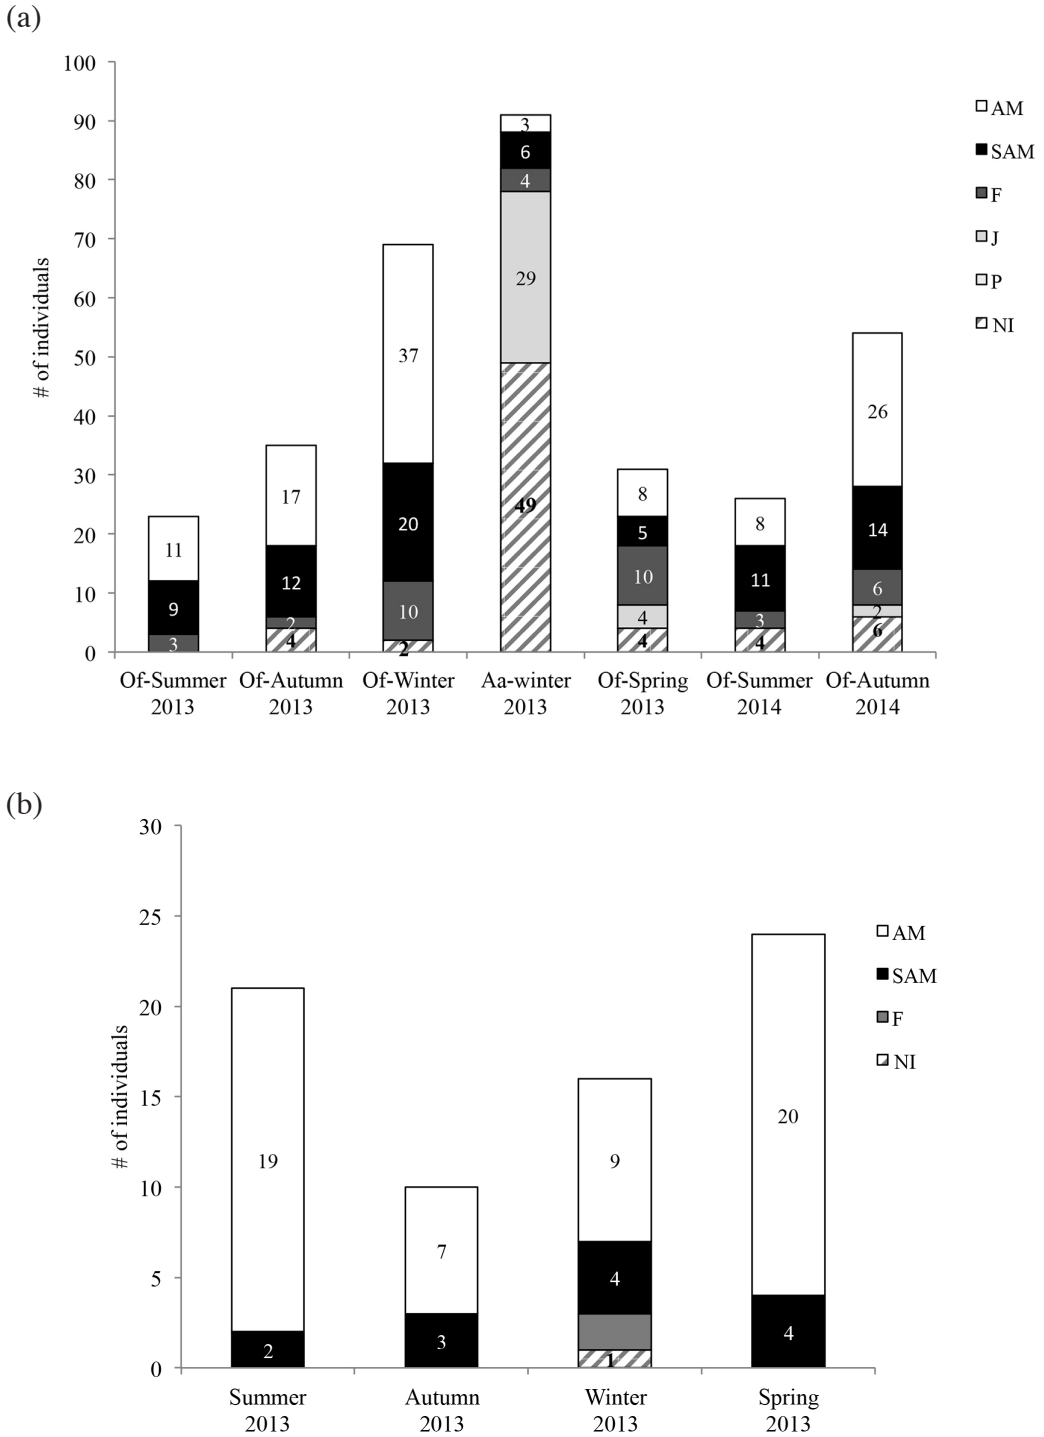 (a)
100
90
80
70
60
50
40
30
20
10
0
# of individuals
11
9
3
17
12
2
4
37
20
10
2
3
6
4
29
49
8
5
10
4
4
8
11
3
4
26
14
6
2
6
Of-Summer 2013
Of-Autumn 2013
Of-Winter 2013
Aa-winter 2013
Of-Spring 2013
Of-Summer 2014
Of-Autumn 2014
AM
SAM
F
J
P
NI
(b)
30
25
20
15
10
5
0
# of individuals
19
2
7
3
9
4
1
20
4
Summer 2013
Autumn 2013
Winter 2013
Spring 2013
AM
SAM
F
NI